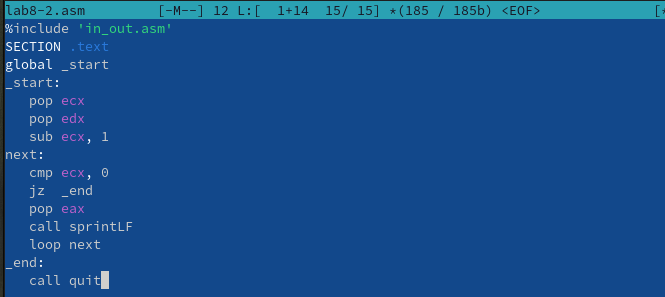 lab8-2.asm [-M--] 12 L:[ 1+14 15/ 15] *(185 / 185b) <EOF> [*
%include 'in_out.asm'
SECTION .text
global _start
_start:
   pop ecx
   pop edx
   sub ecx, 1
next:
   cmp ecx, 0
   jz  _end
   pop eax
   call sprintLF
   loop next
_end:
   call quit